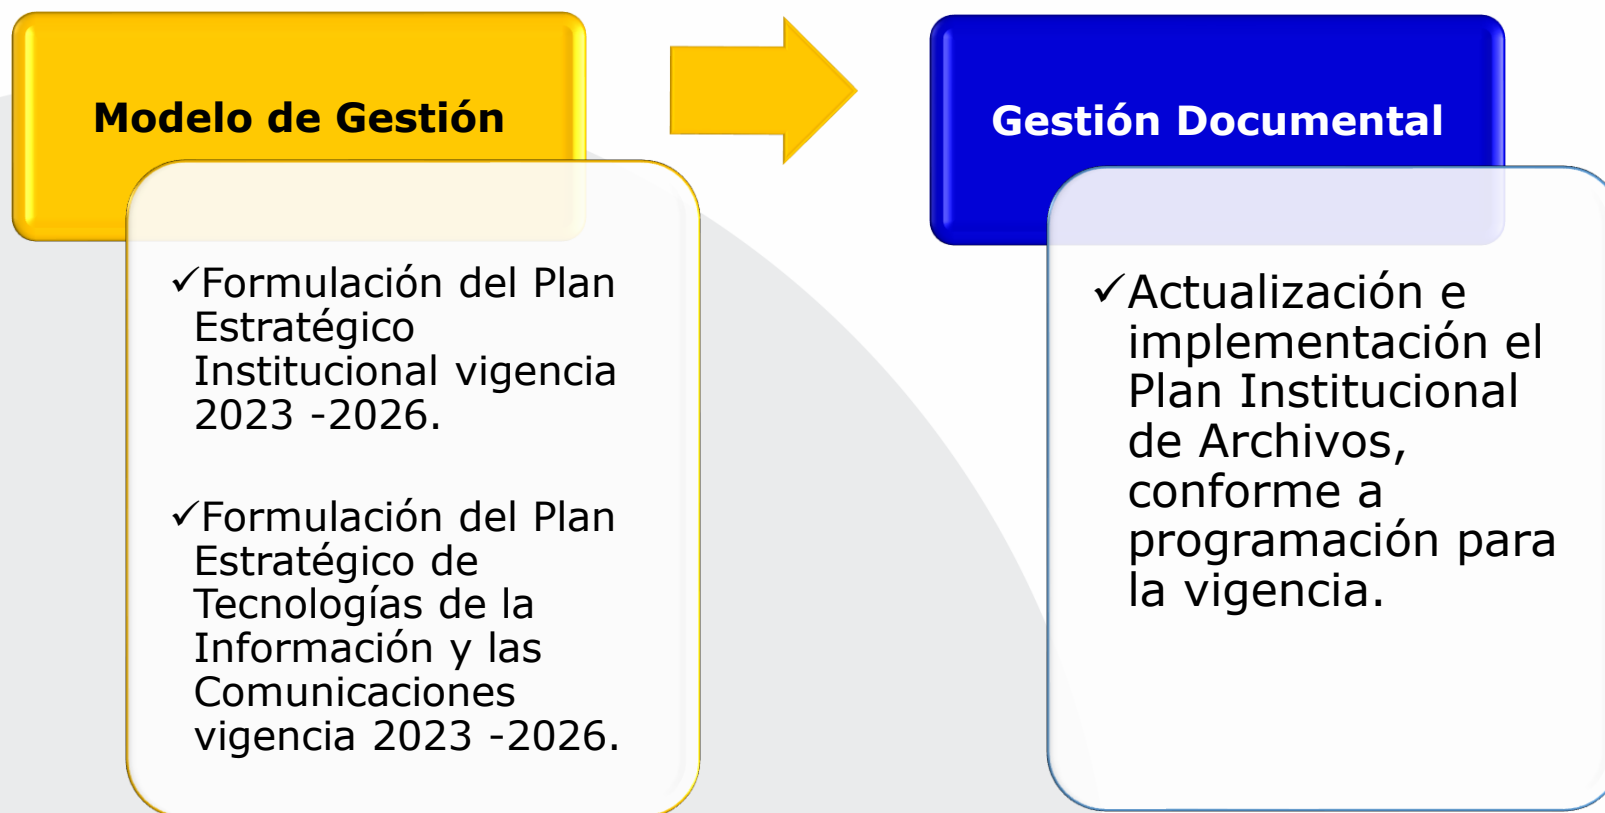 Modelo de Gestión
✓Formulación del Plan
Estratégico
Institucional vigencia
2023 -2026.
✓Formulación del Plan
Estratégico de
Tecnologías de la
Información y las
Comunicaciones
vigencia 2023 -2026.
Gestión Documental
✓Actualización e
implementación el
Plan Institucional
de Archivos,
conforme a
programación para
la vigencia.